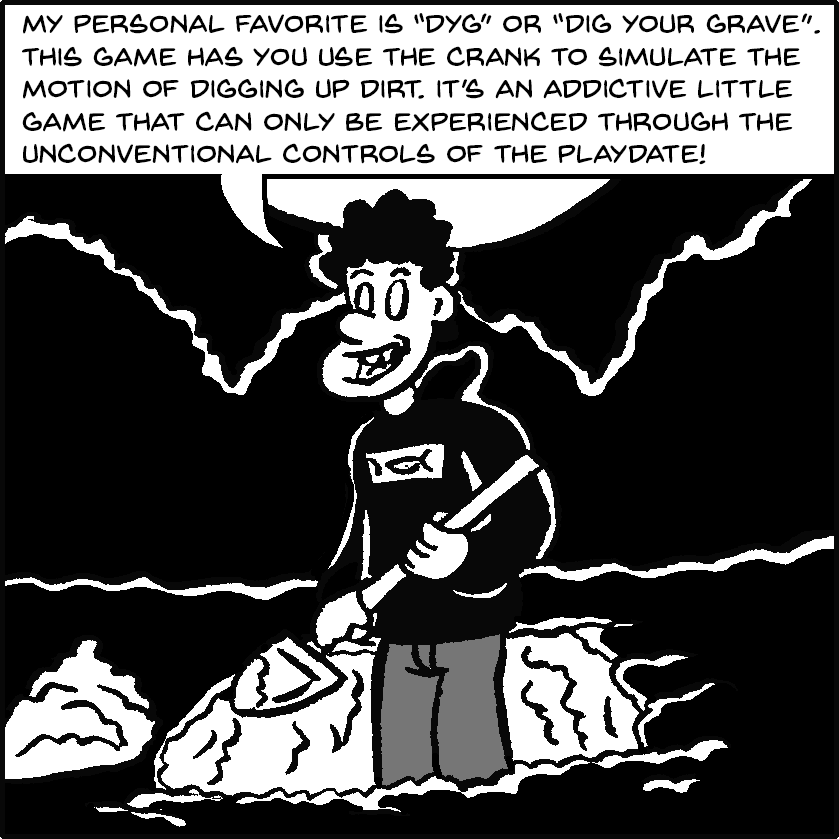 MY PERSONAL FAVORITE IS "DYG" OR "DIG YOUR GRAVE".
THIS GAME HAS YOU USE THE CRANK TO SIMULATE THE
MOTION OF DIGGING UP DIRT. IT'S AN ADDICTIVE LITTLE
GAME THAT CAN ONLY BE EXPERIENCED THROUGH THE
UNCONVENTIONAL CONTROLS OF THE PLAYDATE!